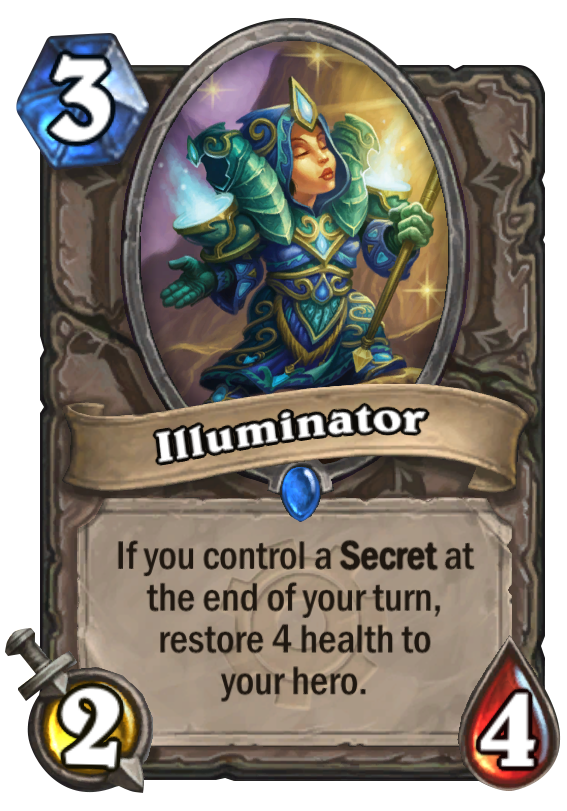 3
Illuminator
If you control a Secret at
the end of your turn,
restore 4 health to
your hero.
2
4